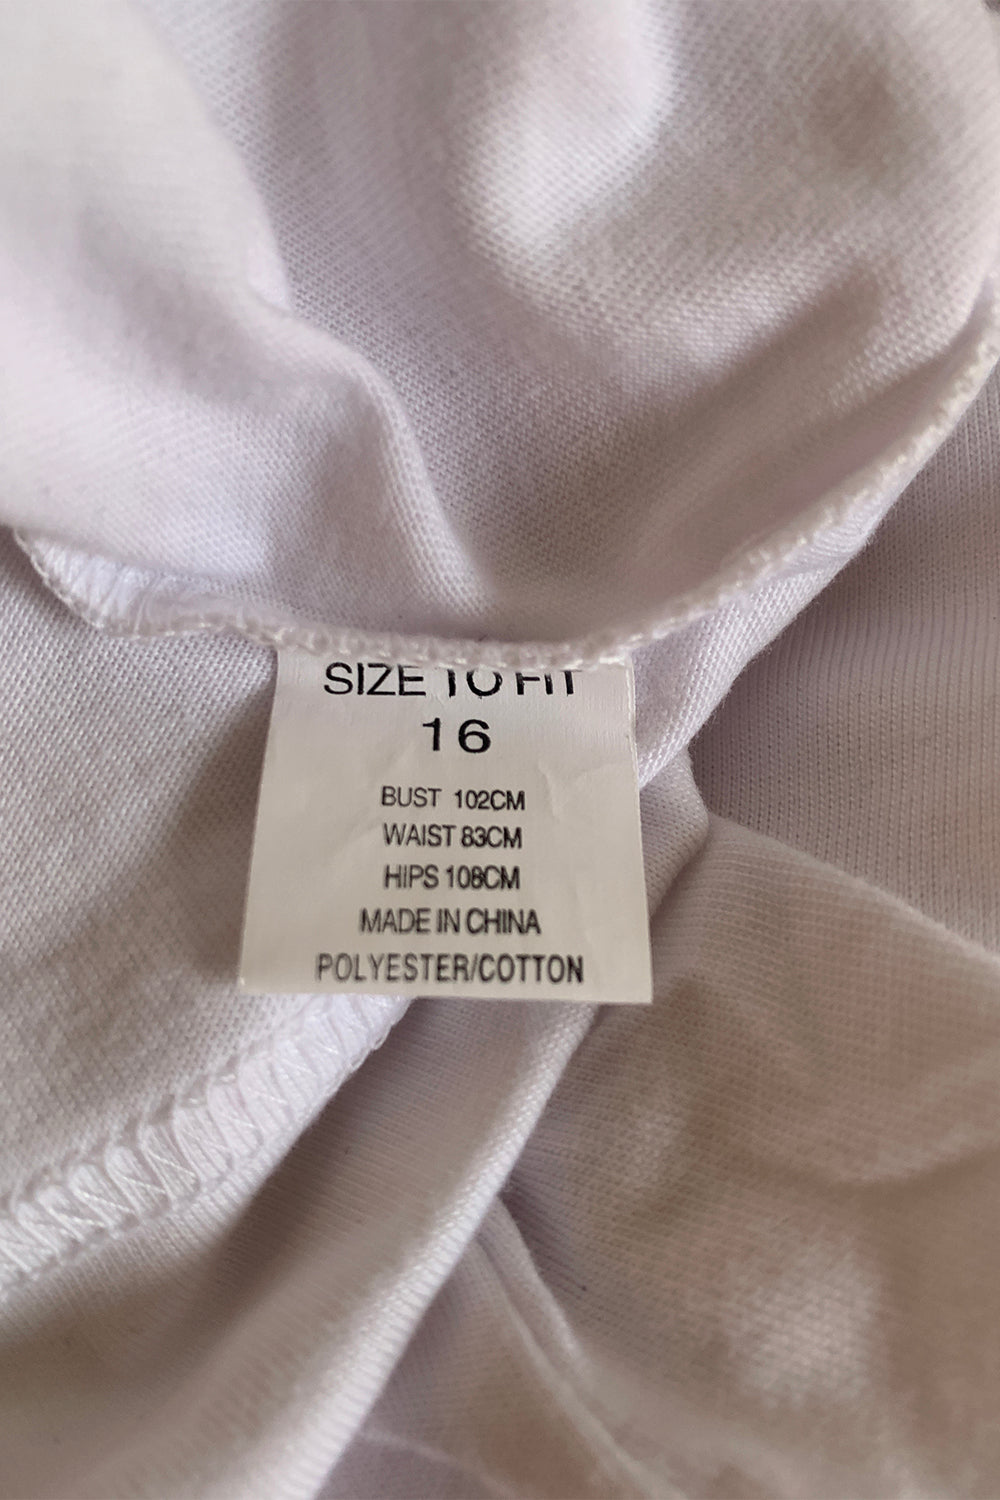 SIZE TO FIT
16
BUST 102CM
WAIST 83CM
HIPS 108CM
MADE IN CHINA
POLYESTER/COTTON